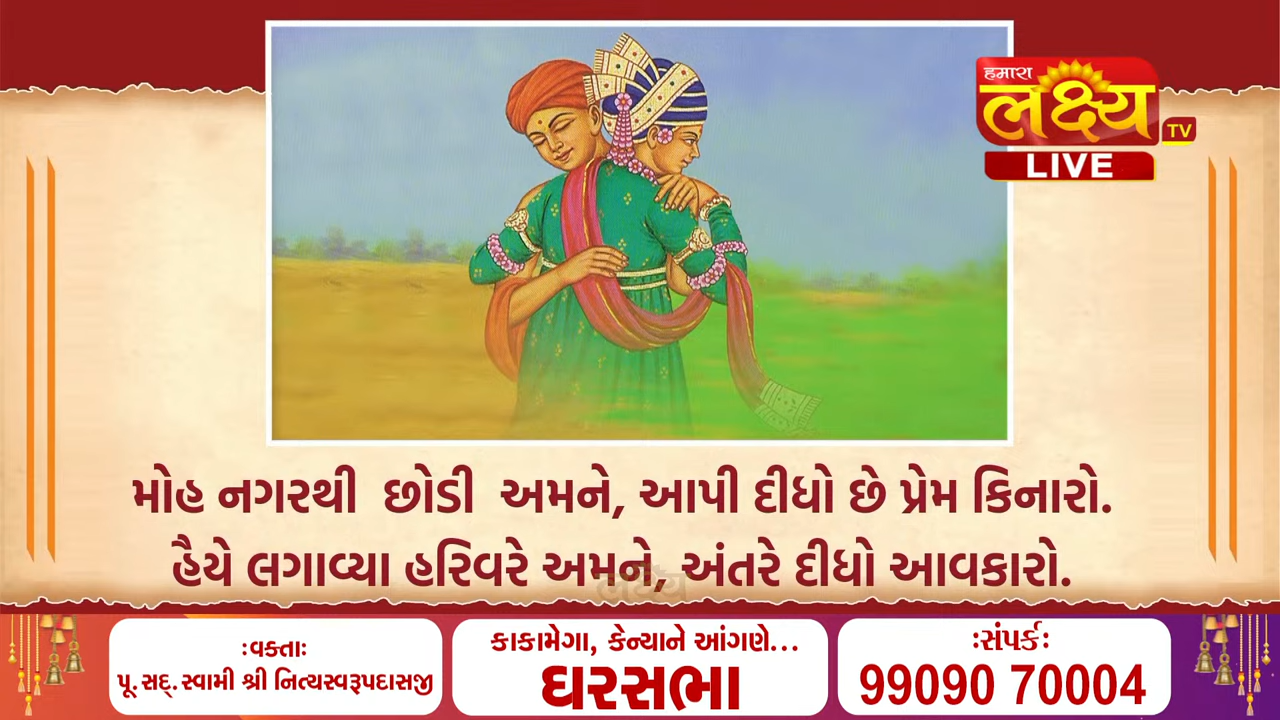 હમારા
લક્ષ્ય
TV
LIVE
મોહ નગરથી છોડી અમને, આપી દીધો છે પ્રેમ કિનારો.
હૈયે લગાવ્યા હરિવરે અમને, અંતરે દીધો આવકારો.
લક્ષ્ય
:વક્તા:
પૂ. સદ્. સ્વામી શ્રી નિત્યસ્વરૂપદાસજી
કાકામેગા, કેન્યાને આંગણે...
ઘરસભા
:સંપર્ક:
99090 70004